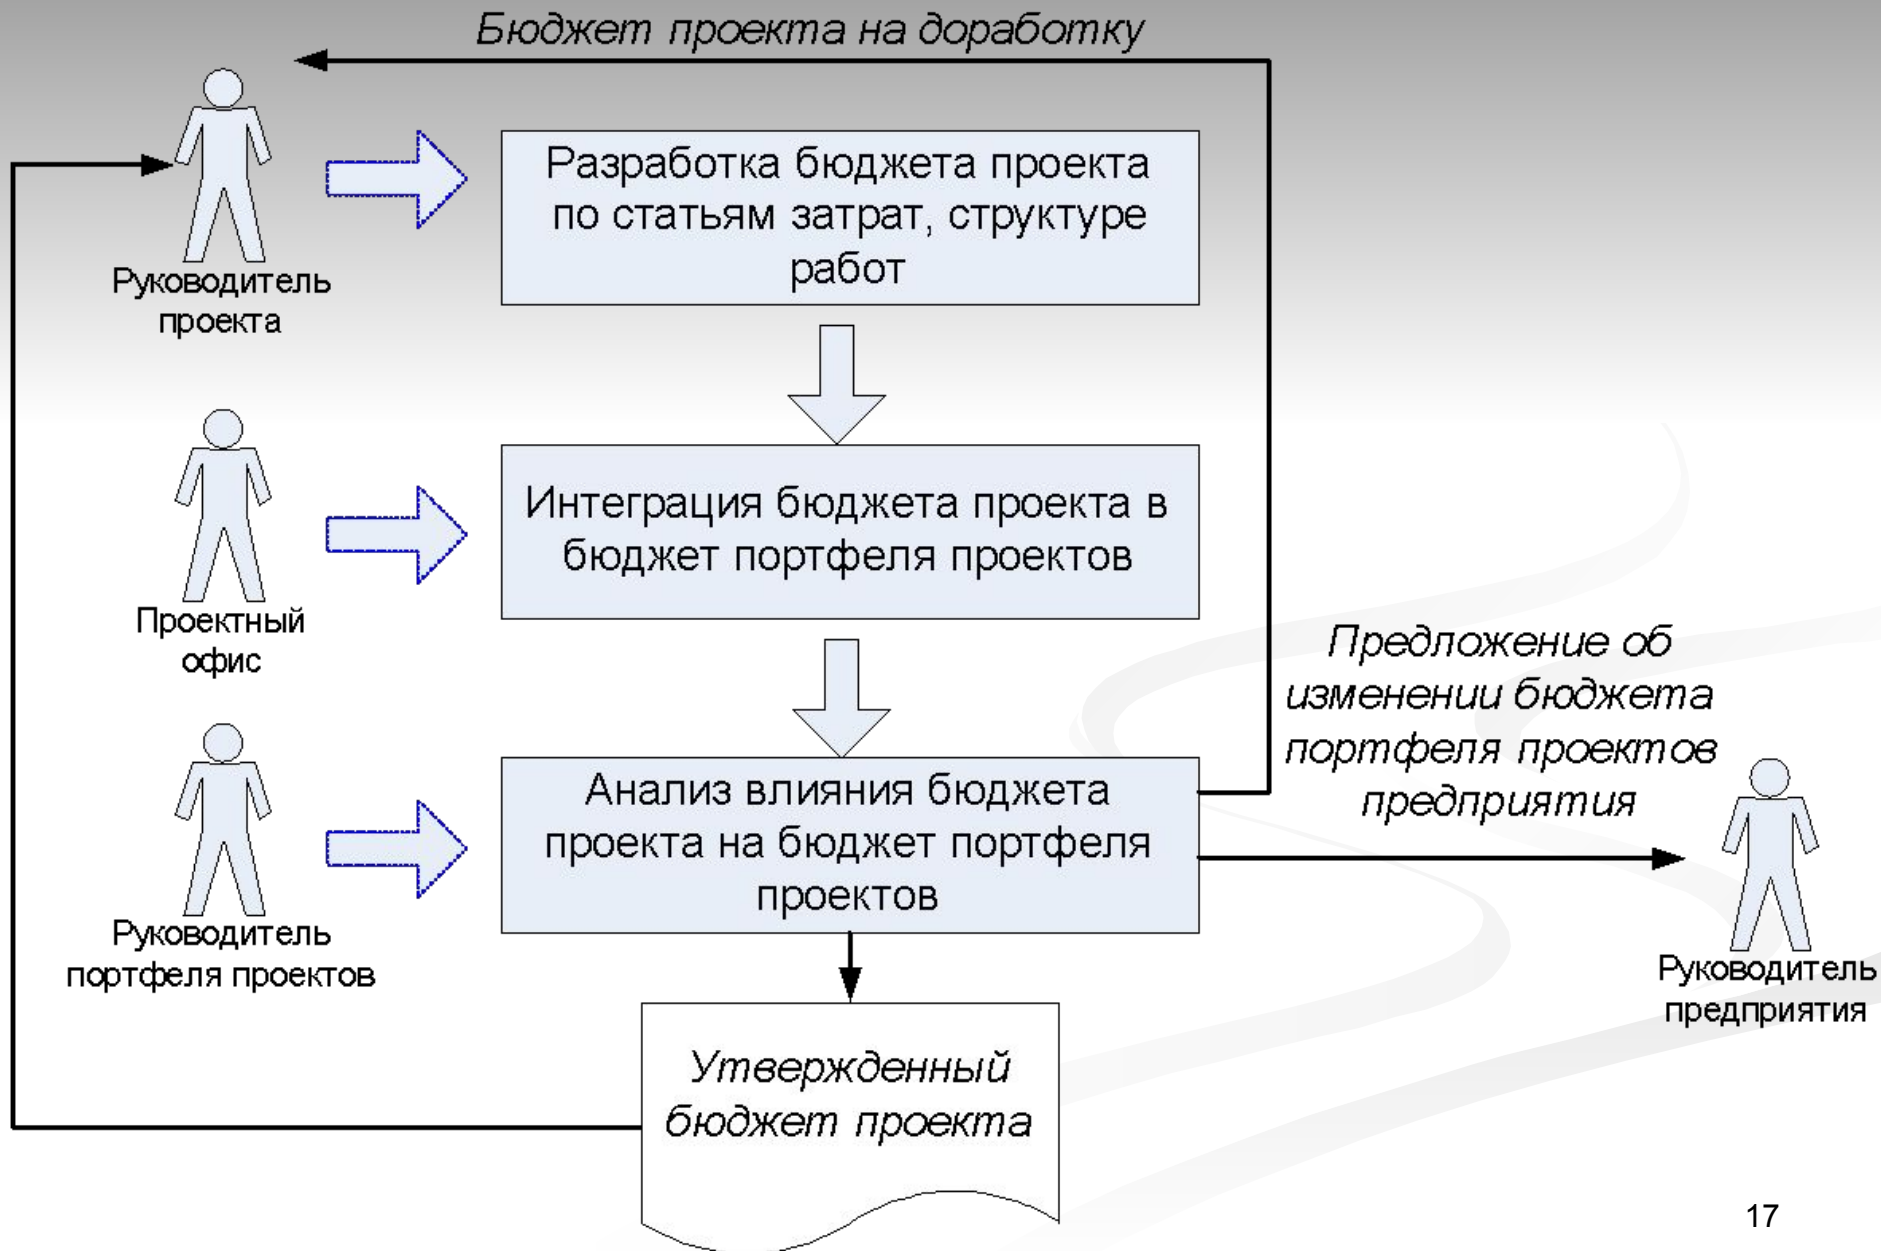 Бюджет проекта на доработку
Разработка бюджета проекта
по статьям затрат, структуре
работ
Руководитель
проекта
Интеграция бюджета проекта в
бюджет портфеля проектов
Проектный
офис
Предложение об
изменении бюджета
портфеля проектов
предприятия
Анализ влияния бюджета
проекта на бюджет портфеля
проектов
Руководитель
портфеля проектов
Руководитель
предприятия
Утвержденный
бюджет проекта
17